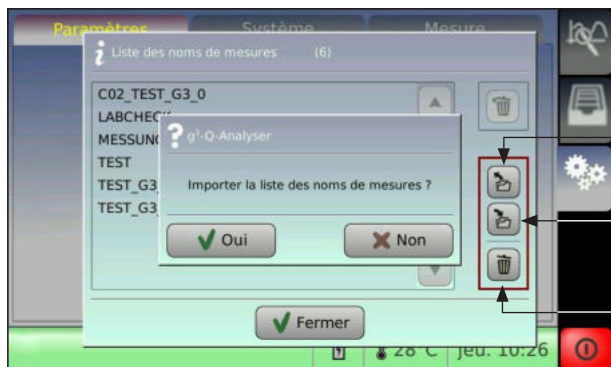 Paramètres Système Mesure
Liste des noms de mesures (6)
C02_TEST_G3_0
LABCHECK
MESSUNG
TEST
TEST_G3
TEST_G3
g³-Q-Analyser
Importer la liste des noms de mesures ?
Oui Non
Fermer
28°C jeu. 10:26